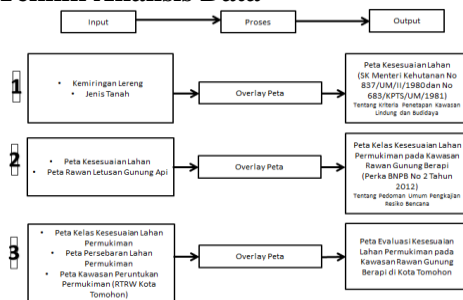 Input
Proses
Output
1
• Kemiringan Lereng
• Jenis Tanah
Overlay Peta
Peta Kesesuaian Lahan
(SK Menteri Kehutanan No
837/UM/II/1980 dan No
683/KPTS/UM/1981)
Tentang Kriteria Penetapan Kawasan
Lindung dan Budidaya
2
• Peta Kesesuaian Lahan
• Peta Rawan Letusan Gunung Api
Overlay Peta
Peta Kelas Kesesuaian Lahan
Permukiman pada Kawasan
Rawan Gunung Berapi
(Perka BNPB No 2 Tahun
2012)
Tentang Pedoman Umum Pengkajian
Resiko Bencana
3
• Peta Kelas Kesesuaian Lahan
Permukiman
• Peta Persebaran Lahan
Permukiman
• Peta Kawasan Peruntukan
Permukiman (RTRW Kota
Tomohon)
Overlay Peta
Peta Evaluasi Kesesuaian
Lahan Permukiman pada
Kawasan Rawan Gunung
Berapi di Kota Tomohon